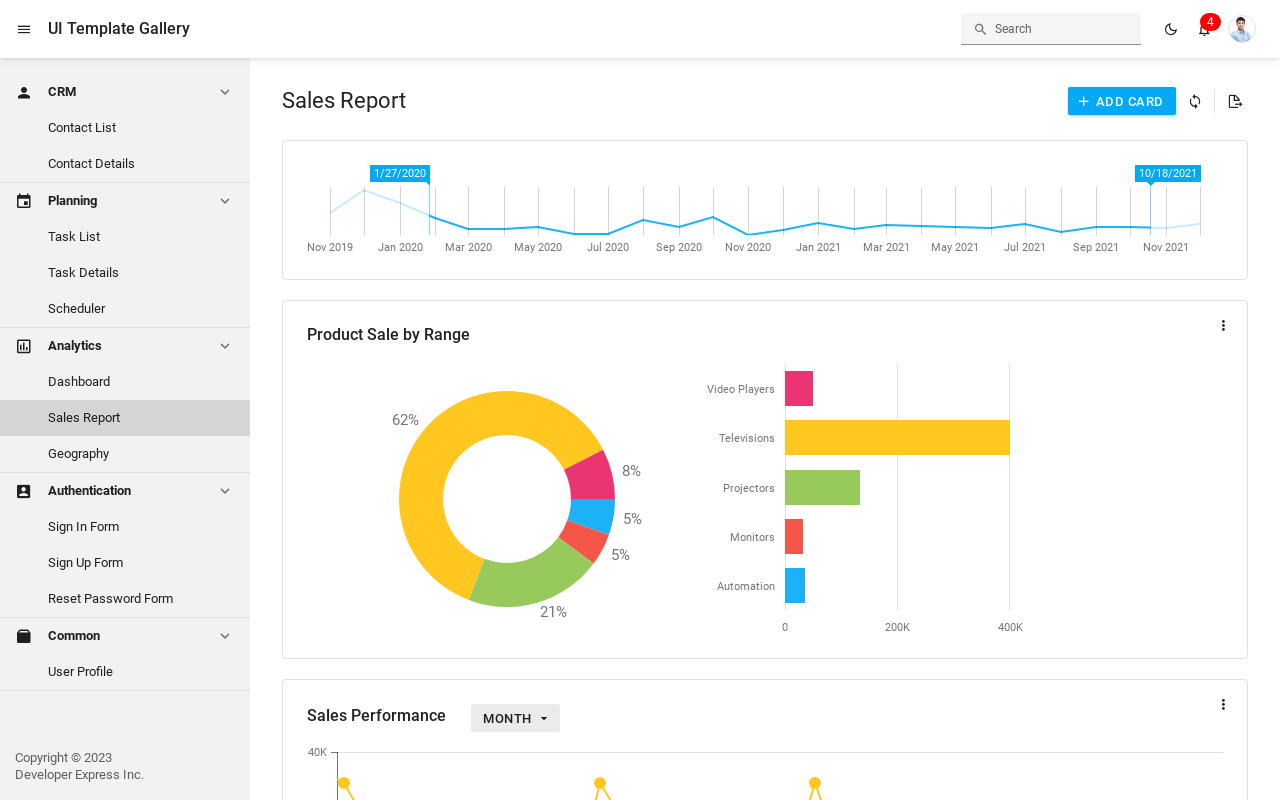 UI Template Gallery
Search
4
CRM
Contact List
Contact Details
Planning
Task List
Task Details
Scheduler
Analytics
Dashboard
Sales Report
Geography
Authentication
Sign In Form
Sign Up Form
Reset Password Form
Common
User Profile
Copyright © 2023
Developer Express Inc.
Sales Report
ADD CARD
1/27/2020 10/18/2021
Nov 2019 Jan 2020 Mar 2020 May 2020 Jul 2020 Sep 2020 Nov 2020 Jan 2021 Mar 2021 May 2021 Jul 2021 Sep 2021 Nov 2021
Product Sale by Range
62%
8%
5%
5%
21%
Video Players
Televisions
Projectors
Monitors
Automation
0 200K 400K
Sales Performance
MONTH
40K